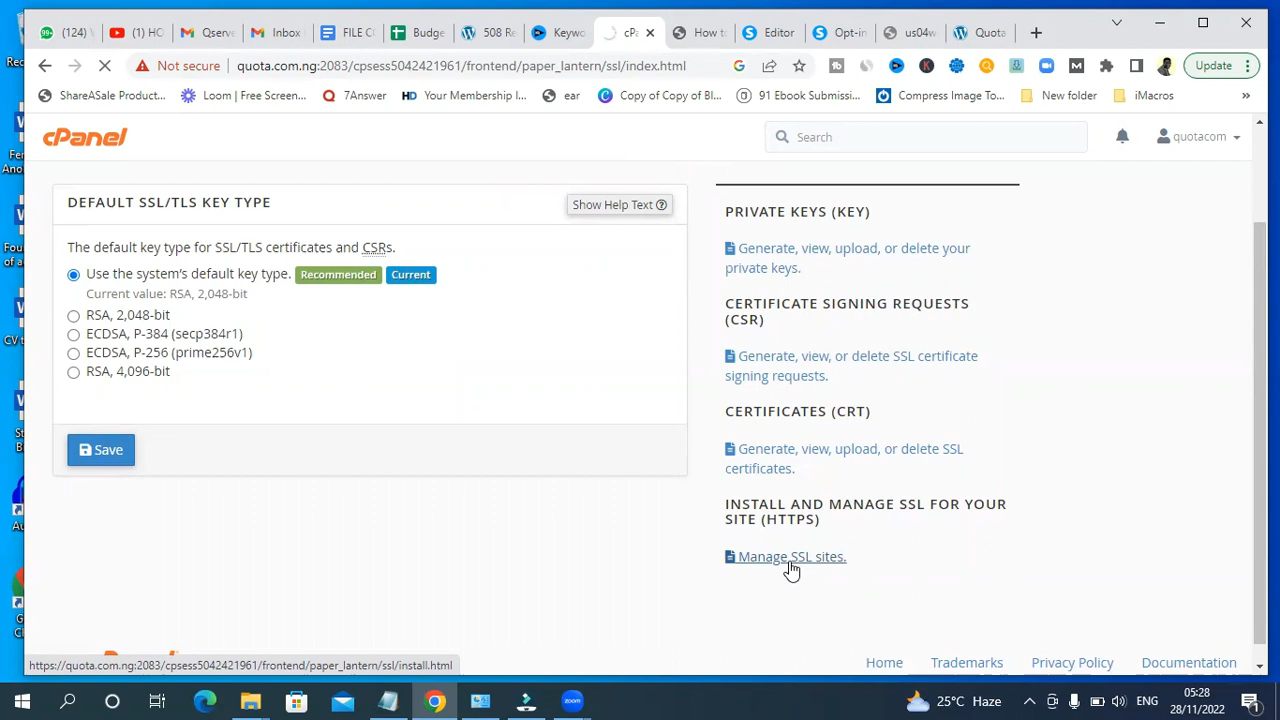 (124)
(1) HO
Qserve
Inbox
FILE CO
Budge
508 Re
Keywo
cPa
How to
Editor
Opt-in
us04w
Quota
Not secure
quota.com.ng:2083/cpsess5042421961/frontend/paper_lantern/ssl/index.html
Update
ShareASale Product...
Loom | Free Screen...
7Answer
Your Membership I...
ear
Copy of Copy of Bl...
91 Ebook Submissi...
Compress Image To...
New folder
iMacros
»
cPanel
Search
quotacom
DEFAULT SSL/TLS KEY TYPE
Show Help Text
The default key type for SSL/TLS certificates and CSRs.
Use the system's default key type. Recommended Current
Current value: RSA, 2,048-bit
RSA, 2,048-bit
ECDSA, P-384 (secp384r1)
ECDSA, P-256 (prime256v1)
RSA, 4,096-bit
Save
PRIVATE KEYS (KEY)
Generate, view, upload, or delete your
private keys.
CERTIFICATE SIGNING REQUESTS
(CSR)
Generate, view, or delete SSL certificate
signing requests.
CERTIFICATES (CRT)
Generate, view, upload, or delete SSL
certificates.
INSTALL AND MANAGE SSL FOR YOUR
SITE (HTTPS)
Manage SSL sites.
Home
Trademarks
Privacy Policy
Documentation
https://quota.com.ng:2083/cpsess5042421961/frontend/paper_lantern/ssl/install.html
25°C Haze
ENG
05:28
28/11/2022